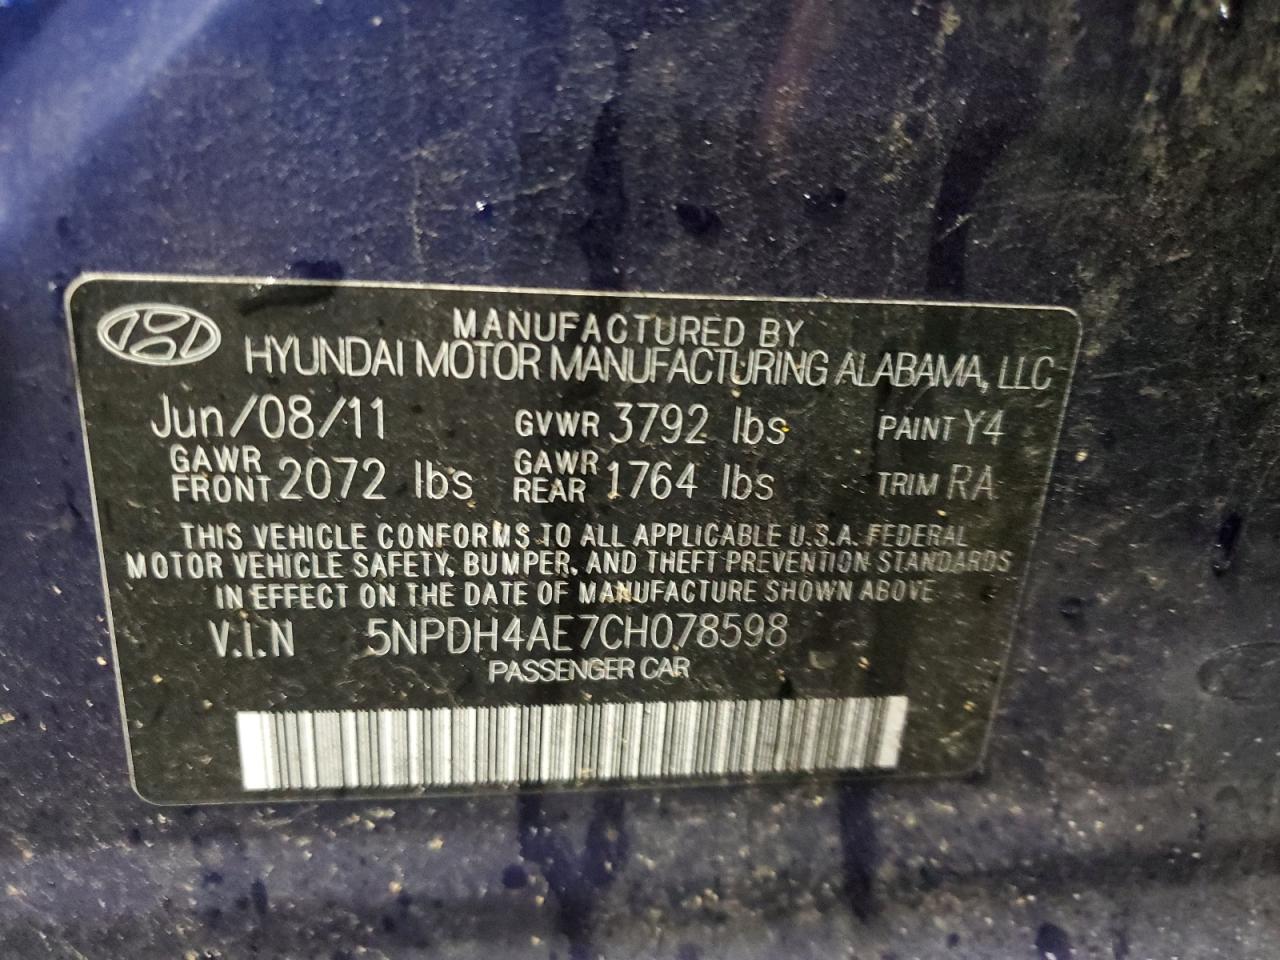 MANUFACTURED BY
HYUNDAI MOTOR MANUFACTURING ALABAMA, LLC
Jun/08/11 GVWR 3792 lbs PAINT Y4
GAWR FRONT 2072 lbs GAWR REAR 1764 lbs TRIM RA
THIS VEHICLE CONFORMS TO ALL APPLICABLE U.S.A. FEDERAL
MOTOR VEHICLE SAFETY, BUMPER, AND THEFT PREVENTION STANDARDS
IN EFFECT ON THE DATE OF MANUFACTURE SHOWN ABOVE
V.I.N 5NPDH4AE7CH078598
PASSENGER CAR